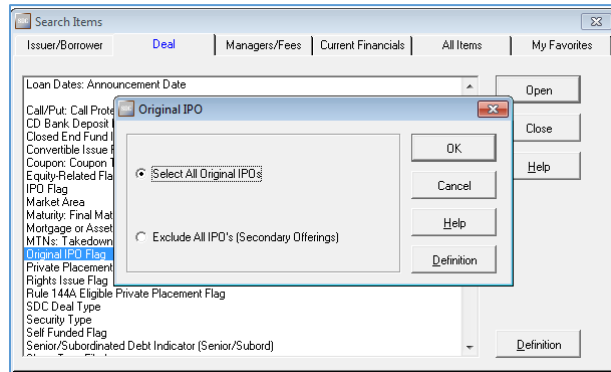 Search Items
Issuer/Borrower Deal Managers/Fees Current Financials All Items My Favorites
Loan Dates: Announcement Date
Open
Call/Put: Call Prote
CD Bank Deposit
Closed End Fund I
Convertible Issue F
Coupon: Coupon T
Equity-Related Fla
IPO Flag
Market Area
Maturity: Final Mat
Mortgage or Asset
MTNs: Takedown
Original IPO Flag
Private Placement
Rights Issue Flag
Rule 144A Eligible Private Placement Flag
SDC Deal Type
Security Type
Self Funded Flag
Senior/Subordinated Debt Indicator (Senior/Subord)
Close
Help
Definition
Original IPO
Select All Original IPOs
Exclude All IPO's (Secondary Offerings)
OK
Cancel
Help
Definition